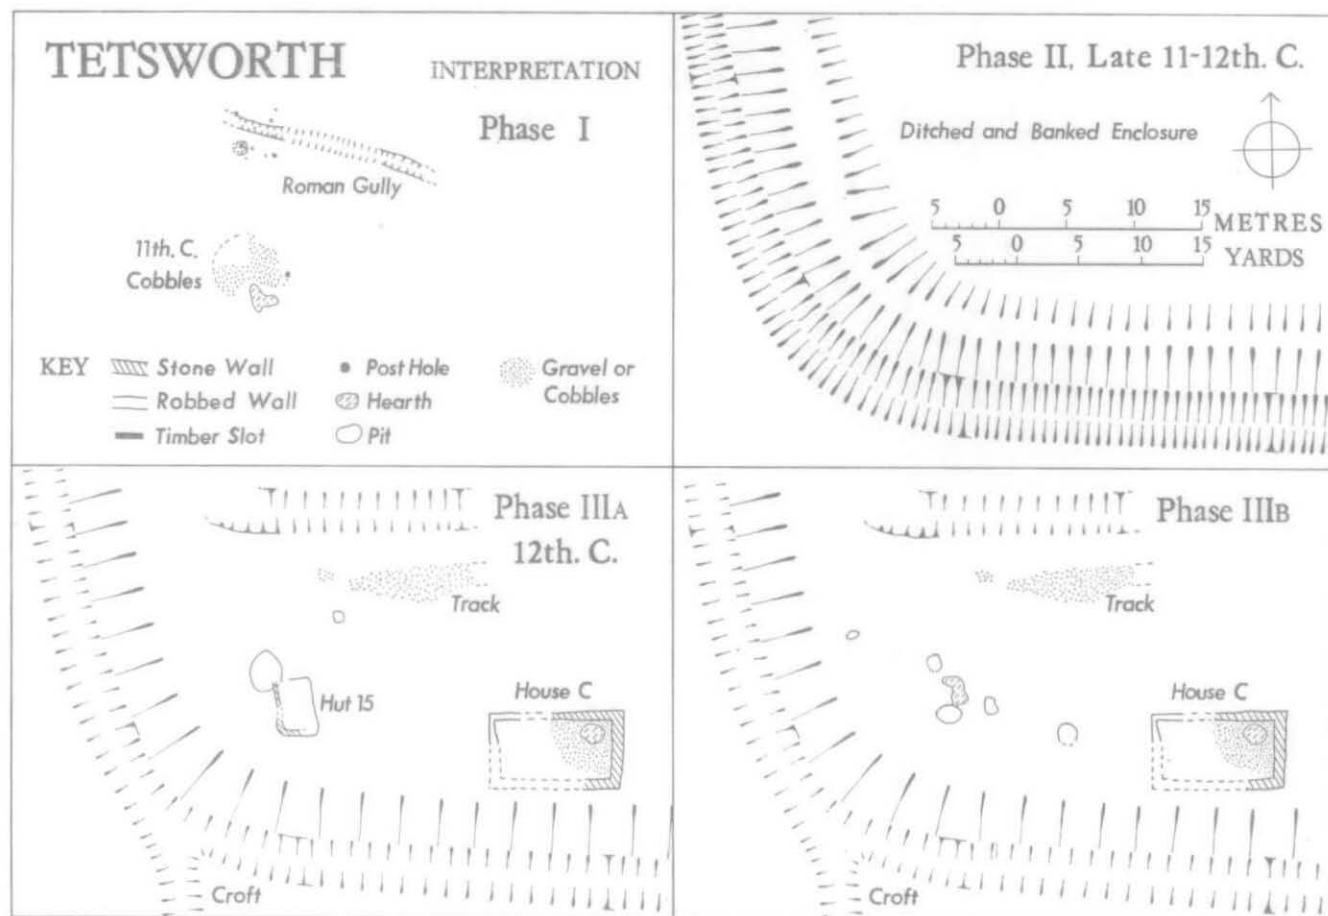 TETSWORTH
INTERPRETATION
Phase I
Roman Gully
11th. C.
Cobbles
KEY
Stone Wall
Robbed Wall
Timber Slot
Post Hole
Hearth
Pit
Gravel or
Cobbles
Phase II, Late 11-12th. C.
Ditched and Banked Enclosure
5 0 5 10 15
METRES
5 0 5 10 15
YARDS
Phase IIIA
12th. C.
Track
Hut 15
House C
Croft
Phase IIIB
Track
House C
Croft